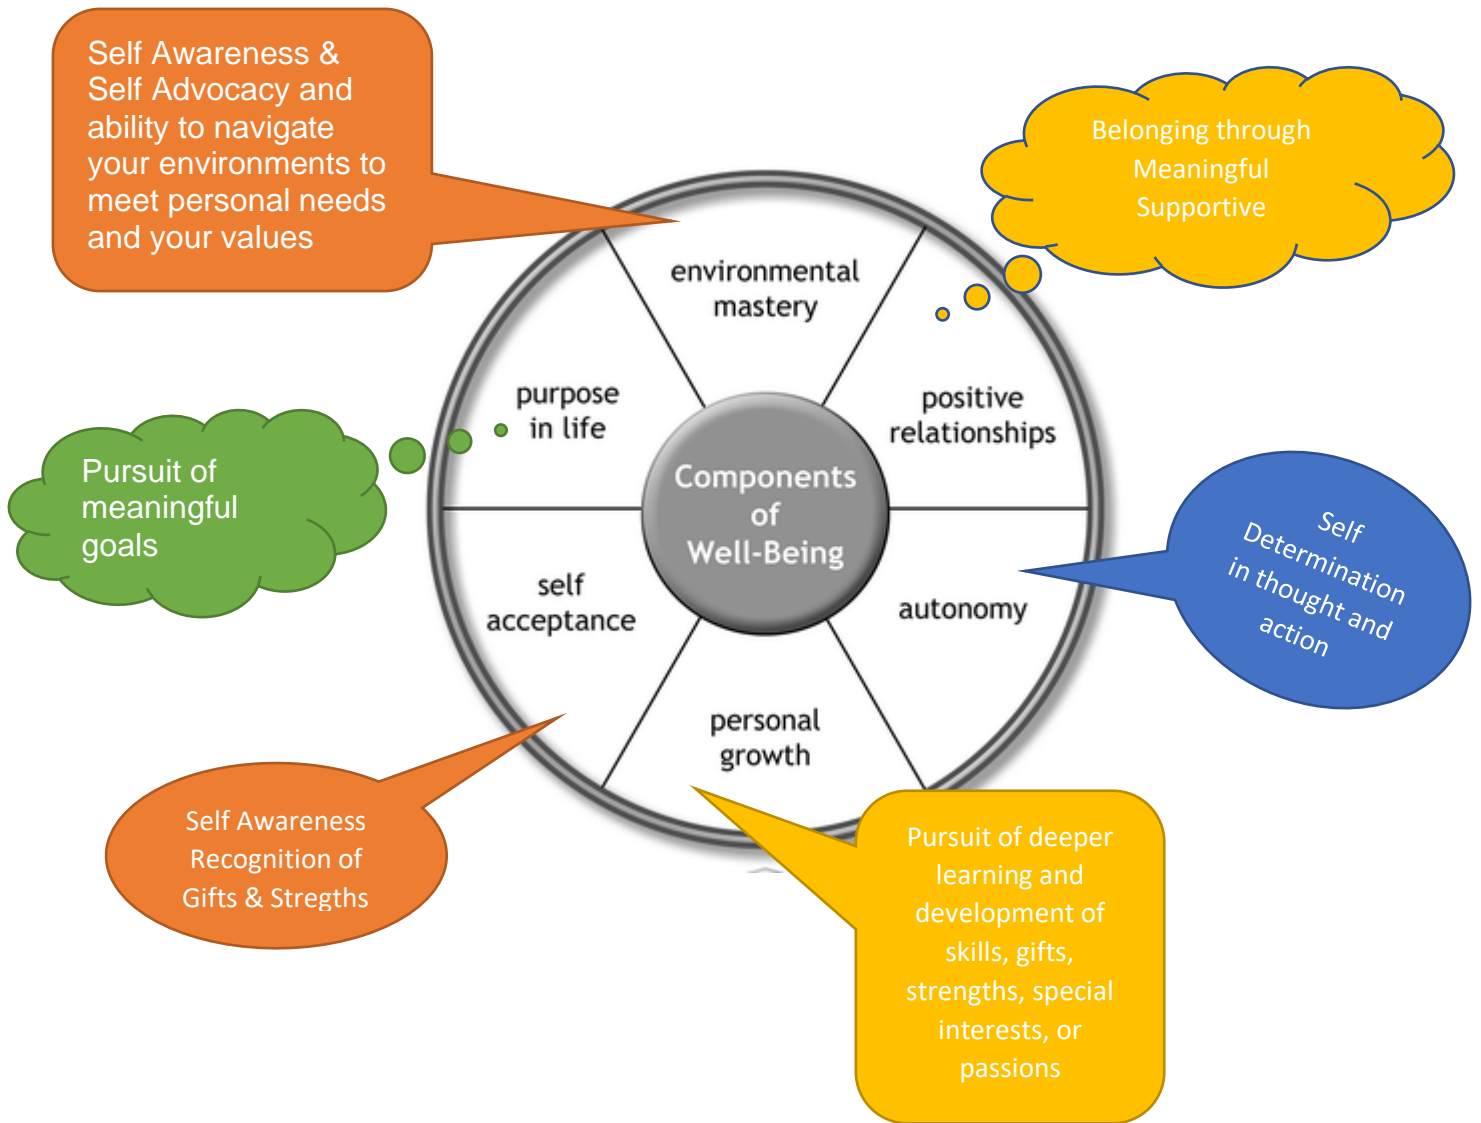 Self Awareness &
Self Advocacy and
ability to navigate
your environments to
meet personal needs
and your values
Belonging through
Meaningful
Supportive
environmental
mastery
purpose
in life
positive
relationships
Components
of
Well-Being
Pursuit of
meaningful
goals
Self
Determination
in thought and
action
self
acceptance
autonomy
personal
growth
Self Awareness
Recognition of
Gifts & Stregths
Pursuit of deeper
learning and
development of
skills, gifts,
strengths, special
interests, or
passions